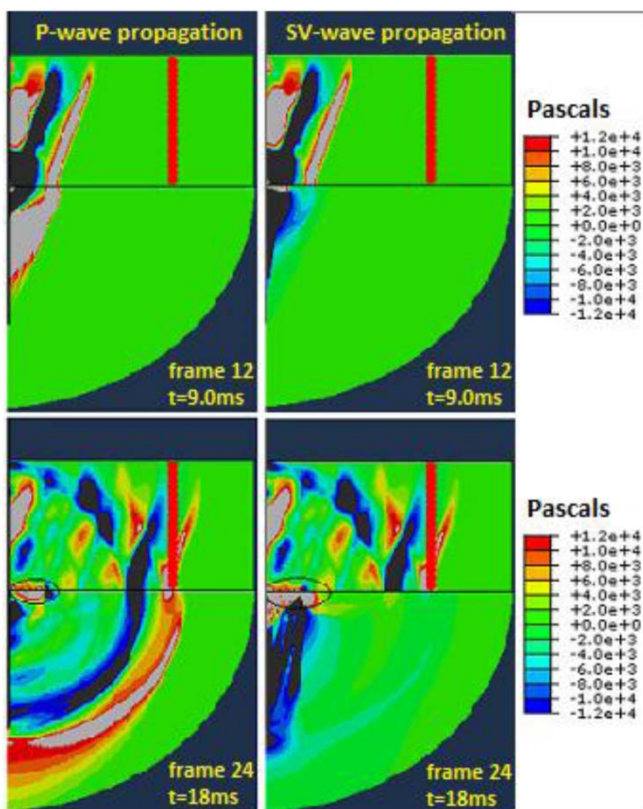 P-wave propagation
SV-wave propagation
Pascals
+1.2e+4
+1.0e+4
+8.0e+3
+6.0e+3
+4.0e+3
+2.0e+3
+0.0e+0
-2.0e+3
-4.0e+3
-6.0e+3
-8.0e+3
-1.0e+4
-1.2e+4
frame 12
t=9.0ms
frame 12
t=9.0ms
Pascals
+1.2e+4
+1.0e+4
+8.0e+3
+6.0e+3
+4.0e+3
+2.0e+3
+0.0e+0
-2.0e+3
-4.0e+3
-6.0e+3
-8.0e+3
-1.0e+4
-1.2e+4
frame 24
t=18ms
frame 24
t=18ms